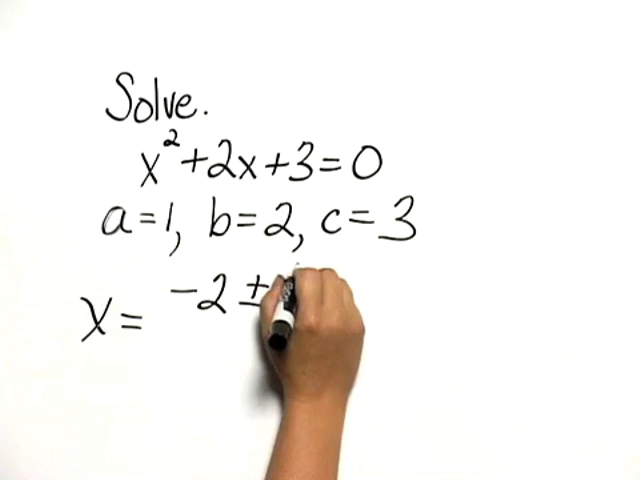 Solve.
x²+2x+3=0
a=1, b=2, c=3
x= -2 ±